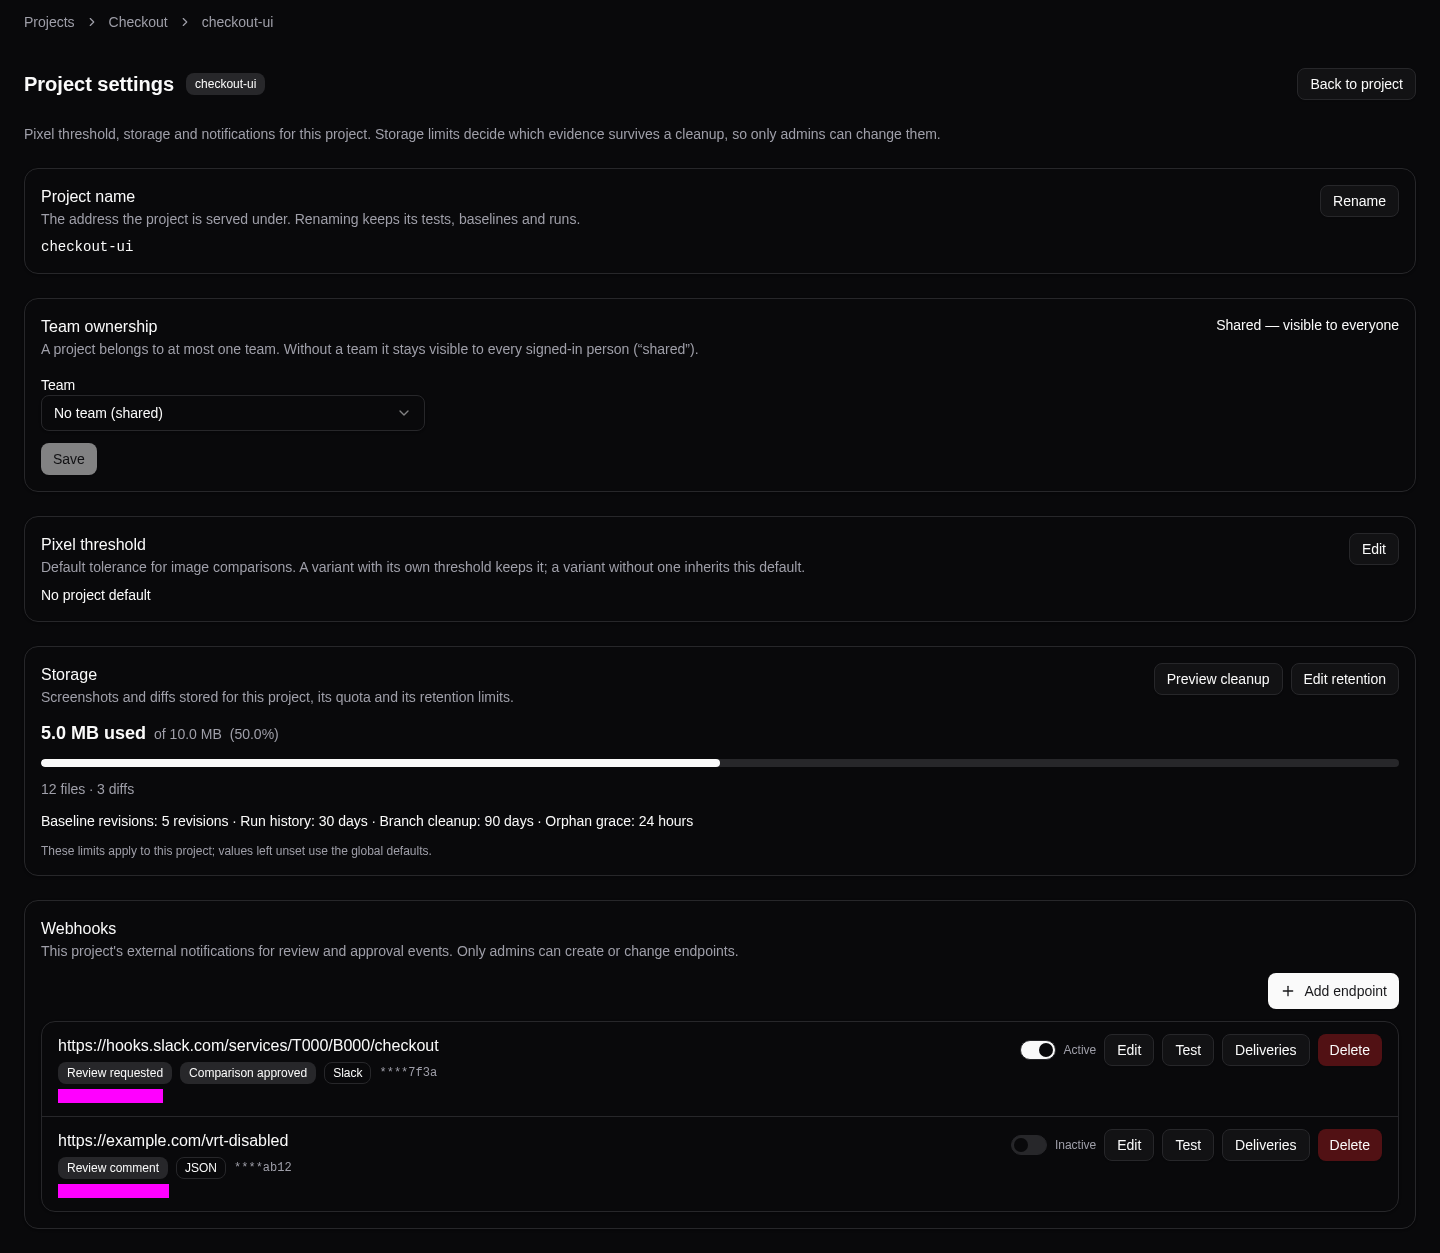 Projects > Checkout > checkout-ui
Project settings checkout-ui Back to project
Pixel threshold, storage and notifications for this project. Storage limits decide which evidence survives a cleanup, so only admins can change them.
Project name Rename
The address the project is served under. Renaming keeps its tests, baselines and runs.
checkout-ui
Team ownership Shared — visible to everyone
A project belongs to at most one team. Without a team it stays visible to every signed-in person (“shared”).
Team
No team (shared)
Save
Pixel threshold Edit
Default tolerance for image comparisons. A variant with its own threshold keeps it; a variant without one inherits this default.
No project default
Storage Preview cleanup Edit retention
Screenshots and diffs stored for this project, its quota and its retention limits.
5.0 MB used of 10.0 MB (50.0%)
12 files · 3 diffs
Baseline revisions: 5 revisions · Run history: 30 days · Branch cleanup: 90 days · Orphan grace: 24 hours
These limits apply to this project; values left unset use the global defaults.
Webhooks
This project's external notifications for review and approval events. Only admins can create or change endpoints.
+ Add endpoint
https://hooks.slack.com/services/T000/B000/checkout Active Edit Test Deliveries Delete
Review requested Comparison approved Slack ****7f3a
https://example.com/vrt-disabled Inactive Edit Test Deliveries Delete
Review comment JSON ****ab12